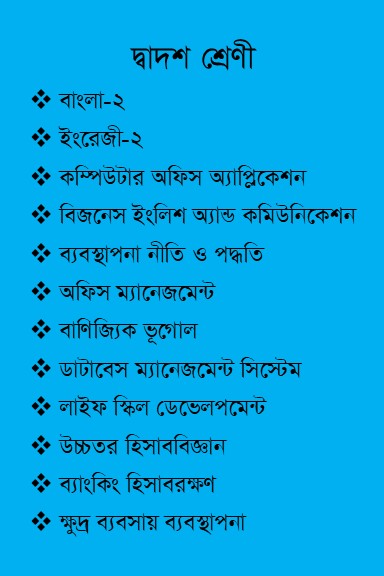 দ্বাদশ শ্রেণী
❖ বাংলা-২
❖ ইংরেজী-২
❖ কম্পিউটার অফিস অ্যাপ্লিকেশন
❖ বিজনেস ইংলিশ অ্যান্ড কমিউনিকেশন
❖ ব্যবস্থাপনা নীতি ও পদ্ধতি
❖ অফিস ম্যানেজমেন্ট
❖ বাণিজ্যিক ভূগোল
❖ ডাটাবেস ম্যানেজমেন্ট সিস্টেম
❖ লাইফ স্কিল ডেভেলপমেন্ট
❖ উচ্চতর হিসাববিজ্ঞান
❖ ব্যাংকিং হিসাবরক্ষণ
❖ ক্ষুদ্র ব্যবসায় ব্যবস্থাপনা